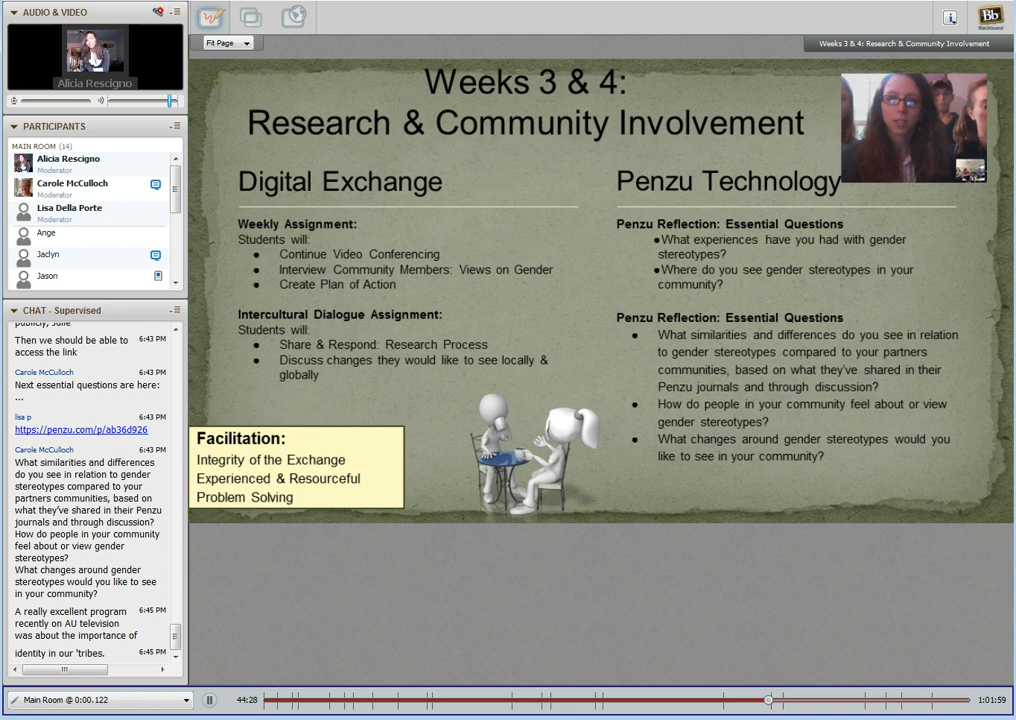 AUDIO & VIDEO
Alicia Rescigno
PARTICIPANTS
MAIN ROOM (14)
Alicia Rescigno
Moderator
Carole McCulloch
Moderator
Lisa Della Porte
Moderator
Ange
Jaclyn
Jason
CHAT - Supervised
publicly, Julie
Then we should be able to 6:43 PM
access the link
Carole McCulloch 6:43 PM
Next essential questions are here:
...
lisa p 6:43 PM
https://penzu.com/p/ab36d926
Carole McCulloch 6:43 PM
What similarities and differences
do you see in relation to gender
stereotypes compared to your
partners communities, based on
what they've shared in their Penzu
journals and through discussion?
How do people in your community
feel about or view gender
stereotypes?
What changes around gender
stereotypes would you like to see
in your community?
A really excellent program 6:45 PM
recently on AU television
was about the importance of
identity in our 'tribes. 6:45 PM
Main Room @ 0:00.122
Fit Page
Bb
Blackboard
Weeks 3 & 4: Research & Community Involvement
Weeks 3 & 4:
Research & Community Involvement
Digital Exchange
Weekly Assignment:
Students will:
● Continue Video Conferencing
● Interview Community Members: Views on Gender
● Create Plan of Action
Intercultural Dialogue Assignment:
Students will:
● Share & Respond: Research Process
● Discuss changes they would like to see locally &
globally
Facilitation:
Integrity of the Exchange
Experienced & Resourceful
Problem Solving
Penzu Technology
Penzu Reflection: Essential Questions
●What experiences have you had with gender
stereotypes?
●Where do you see gender stereotypes in your
community?
Penzu Reflection: Essential Questions
● What similarities and differences do you see in relation
to gender stereotypes compared to your partners
communities, based on what they've shared in their
Penzu journals and through discussion?
● How do people in your community feel about or view
gender stereotypes?
● What changes around gender stereotypes would you
like to see in your community?
44:28
1:01:59